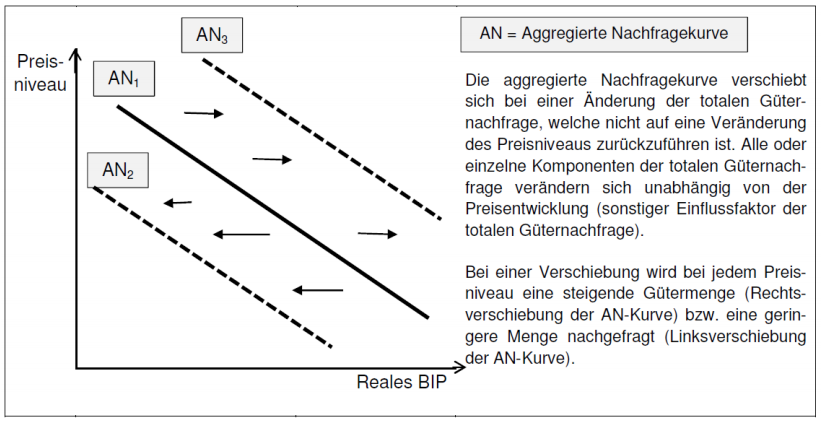 AN₃
AN = Aggregierte Nachfragekurve
Preis-
niveau
AN₁
AN₂
Reales BIP
Die aggregierte Nachfragekurve verschiebt
sich bei einer Änderung der totalen Güter-
nachfrage, welche nicht auf eine Veränderung
des Preisniveaus zurückzuführen ist. Alle oder
einzelne Komponenten der totalen Güternach-
frage verändern sich unabhängig von der
Preisentwicklung (sonstiger Einflussfaktor der
totalen Güternachfrage).
Bei einer Verschiebung wird bei jedem Preis-
niveau eine steigende Gütermenge (Rechts-
verschiebung der AN-Kurve) bzw. eine gerin-
gere Menge nachgefragt (Linksverschiebung
der AN-Kurve).